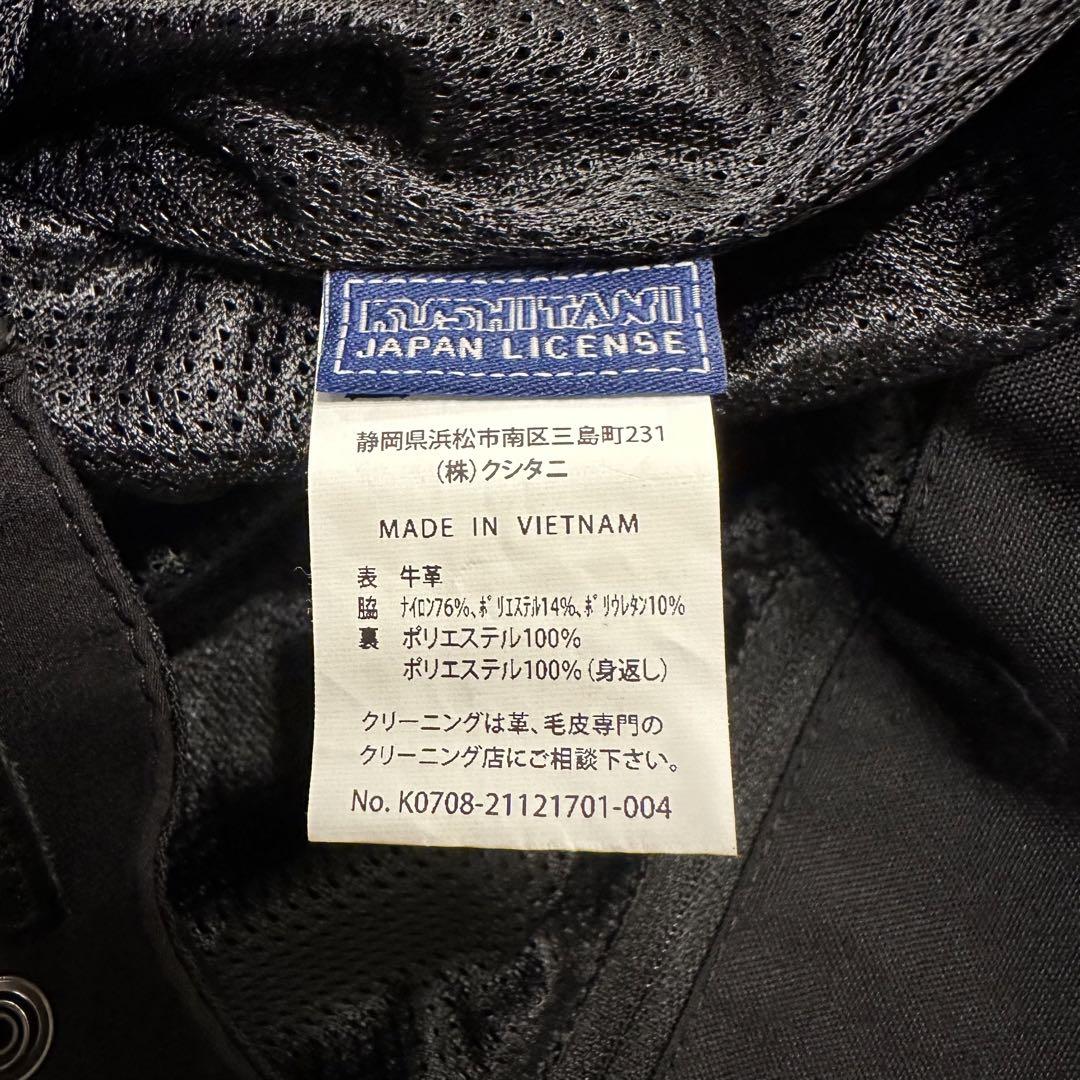 KUSHITANI
JAPAN LICENSE
静岡県浜松市南区三島町231
(株)クシタニ
MADE IN VIETNAM
表 牛革
脇 ﾅｲﾛﾝ76%、ﾎﾟﾘｴｽﾃﾙ14%、ﾎﾟﾘｳﾚﾀﾝ10%
裏 ポリエステル100%
ポリエステル100%(身返し)
クリーニングは革、毛皮専門の
クリーニング店にご相談下さい。
No. K0708-21121701-004